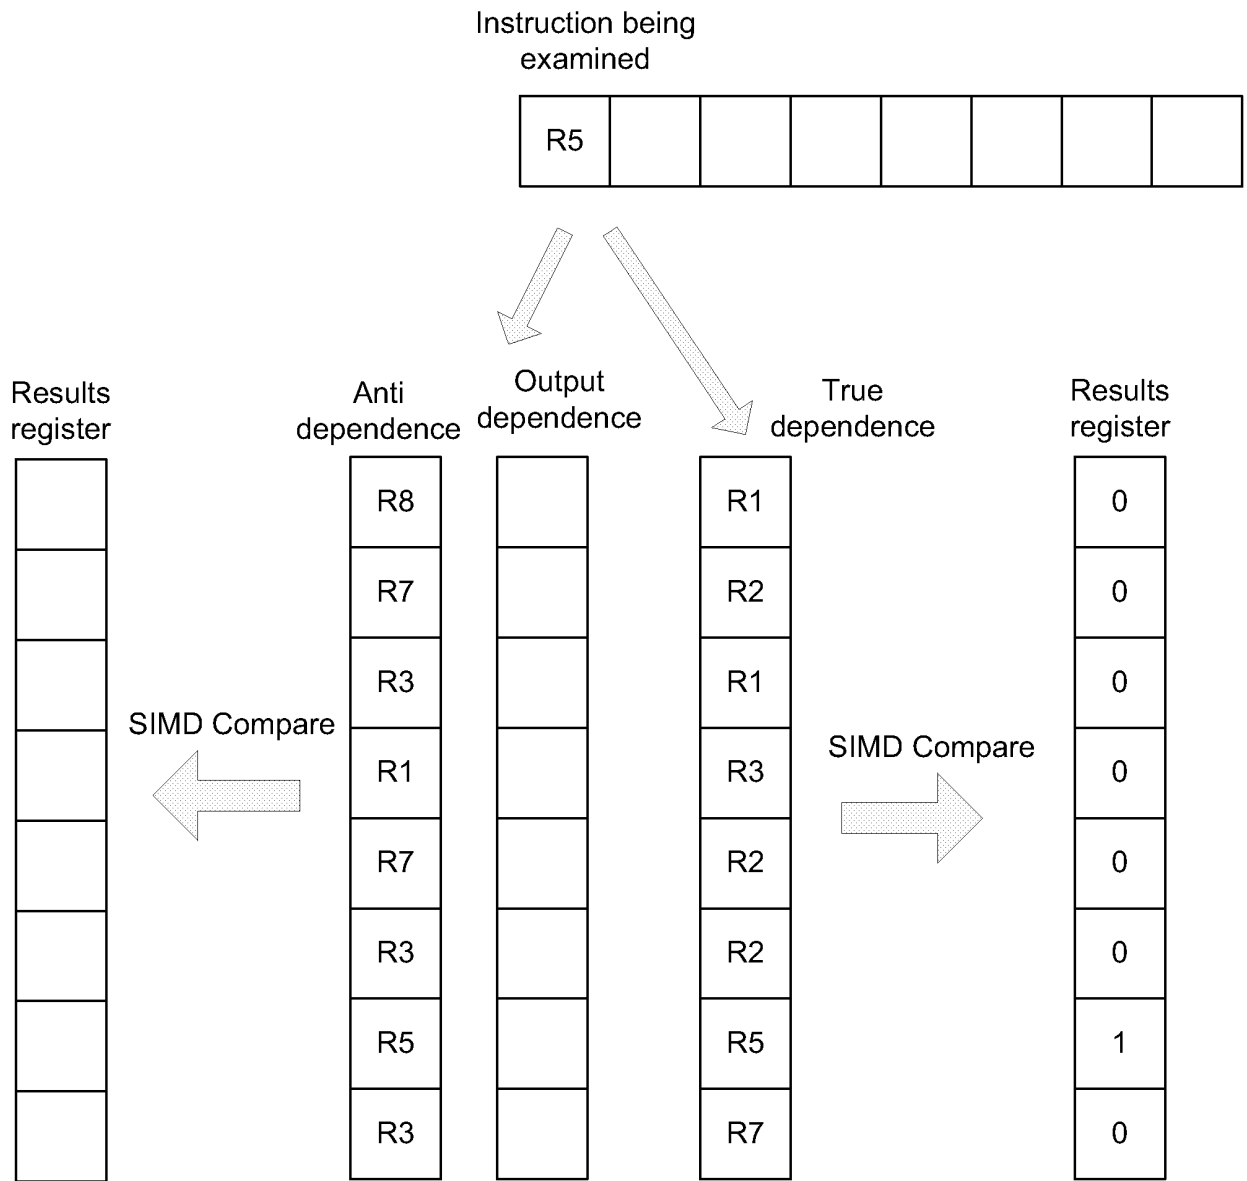 Instruction being
examined
R5
Results
register
Anti
dependence
Output
dependence
True
dependence
Results
register
R8
R1
0
R7
R2
0
R3
R1
0
SIMD Compare
SIMD Compare
R1
R3
0
R7
R2
0
R3
R2
0
R5
R5
1
R3
R7
0